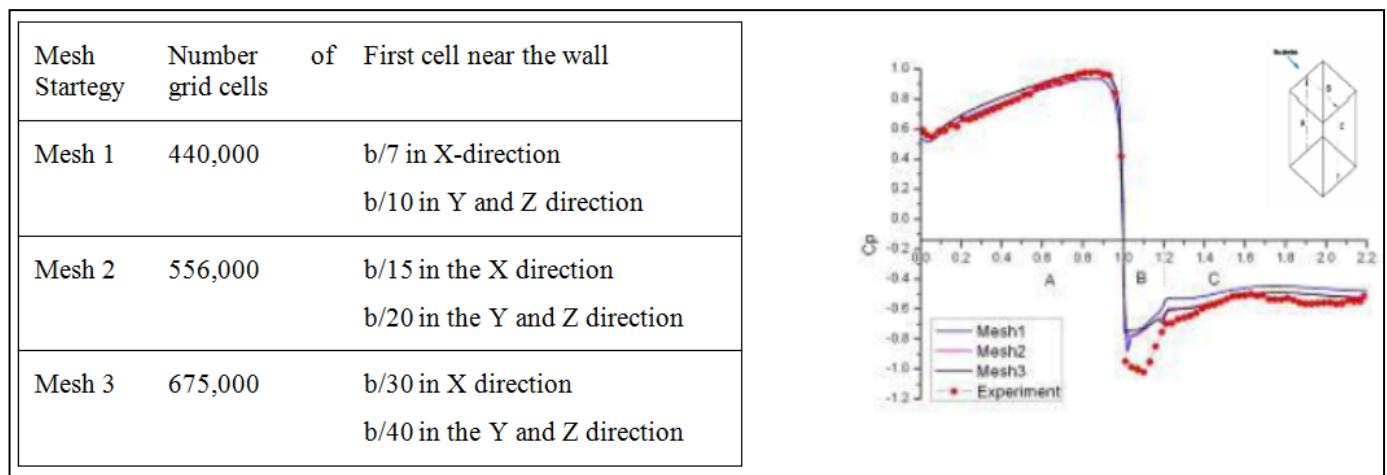 Mesh Number of First cell near the wall
Startegy grid cells
Mesh 1 440,000 b/7 in X-direction
b/10 in Y and Z direction
Mesh 2 556,000 b/15 in the X direction
b/20 in the Y and Z direction
Mesh 3 675,000 b/30 in X direction
b/40 in the Y and Z direction
1.0
0.8
0.6
0.4
0.2
0.0
-0.2
-0.4
-0.6
-0.8
-1.0
-1.2
Cp
0.2 0.4 0.6 0.8 1.0 1.2 1.4 1.6 1.8 2.0 2.2
A B C
Mesh1
Mesh2
Mesh3
Experiment